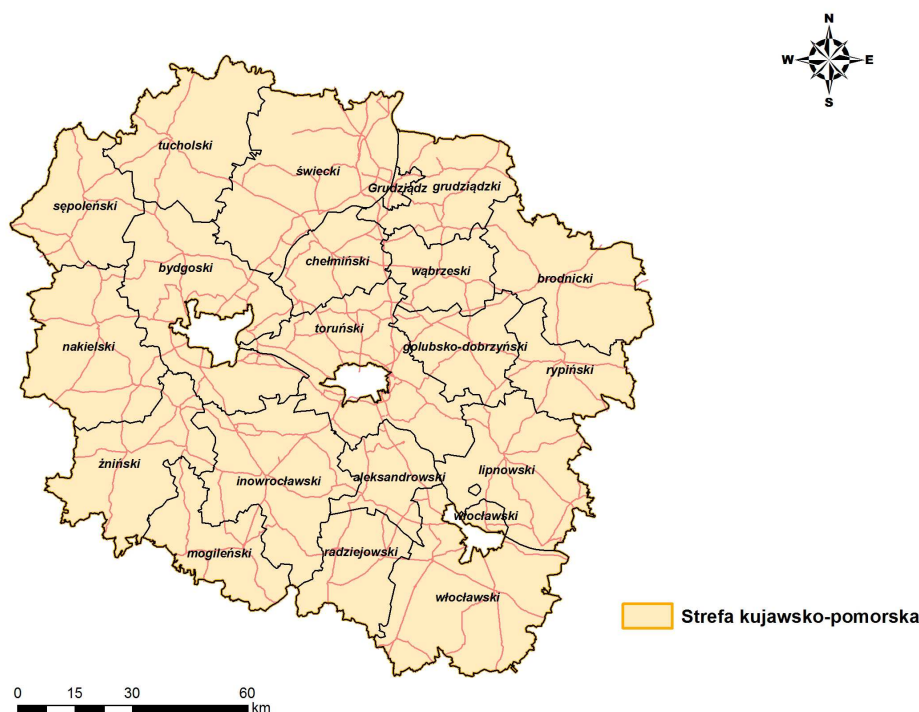 N
W E
S
tucholski
świecki
Grudziądz grudziądzki
sępoleński
bydgoski
chełmiński
wąbrzeski
brodnicki
toruński
nakielski
golubsko-dobrzyński
rypiński
żniński
inowrocławski
aleksandrowski
lipnowski
włocławski
mogileński
radziejowski
włocławski
Strefa kujawsko-pomorska
0 15 30 60
km